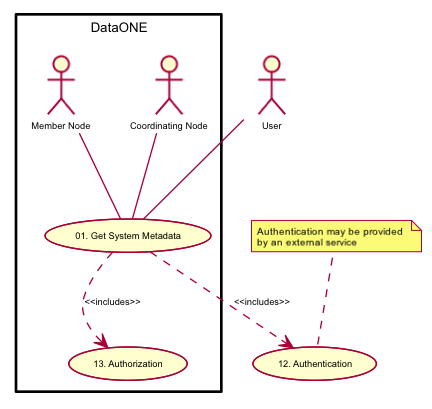 DataONE
Member Node
Coordinating Node
User
01. Get System Metadata
Authentication may be provided
by an external service
<<includes>>
<<includes>>
13. Authorization
12. Authentication